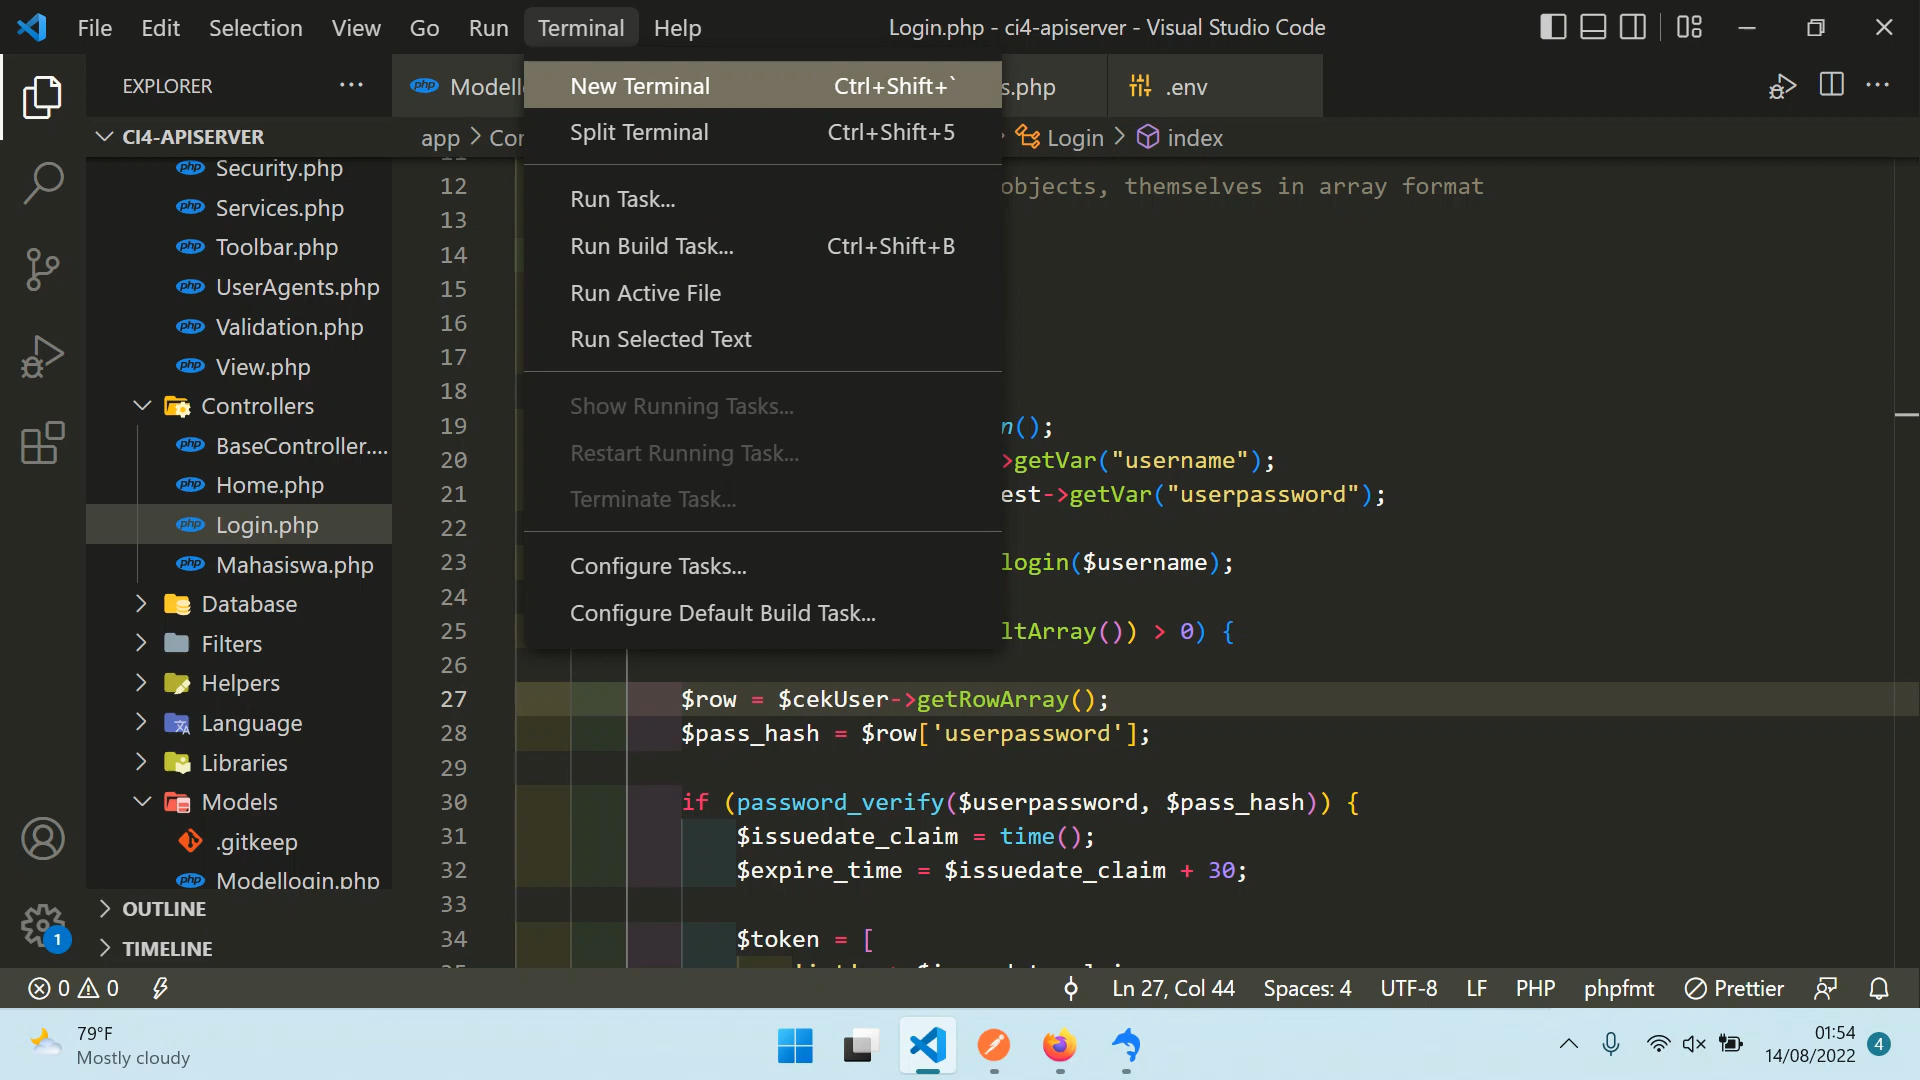 File Edit Selection View Go Run Terminal Help
Login.php - ci4-apiserver - Visual Studio Code
EXPLORER
CI4-APISERVER
Security.php
Services.php
Toolbar.php
UserAgents.php
Validation.php
View.php
Controllers
BaseController....
Home.php
Login.php
Mahasiswa.php
Database
Filters
Helpers
Language
Libraries
Models
.gitkeep
Modellogin.php
OUTLINE
TIMELINE
php Modell
s.php
.env
app > Cor
Login > index
New Terminal Ctrl+Shift+`
Split Terminal Ctrl+Shift+5
Run Task...
Run Build Task... Ctrl+Shift+B
Run Active File
Run Selected Text
Show Running Tasks...
Restart Running Task...
Terminate Task...
Configure Tasks...
Configure Default Build Task...
12 objects, themselves in array format
13
14
15
16
17
18
19 n();
20 >getVar("username");
21 est->getVar("userpassword");
22
23 login($username);
24
25 ltArray()) > 0) {
26
27 $row = $cekUser->getRowArray();
28 $pass_hash = $row['userpassword'];
29
30 if (password_verify($userpassword, $pass_hash)) {
31 $issuedate_claim = time();
32 $expire_time = $issuedate_claim + 30;
33
34 $token = [
0 0
Ln 27, Col 44 Spaces: 4 UTF-8 LF PHP phpfmt Prettier
1
79°F
Mostly cloudy
01:54
14/08/2022
4